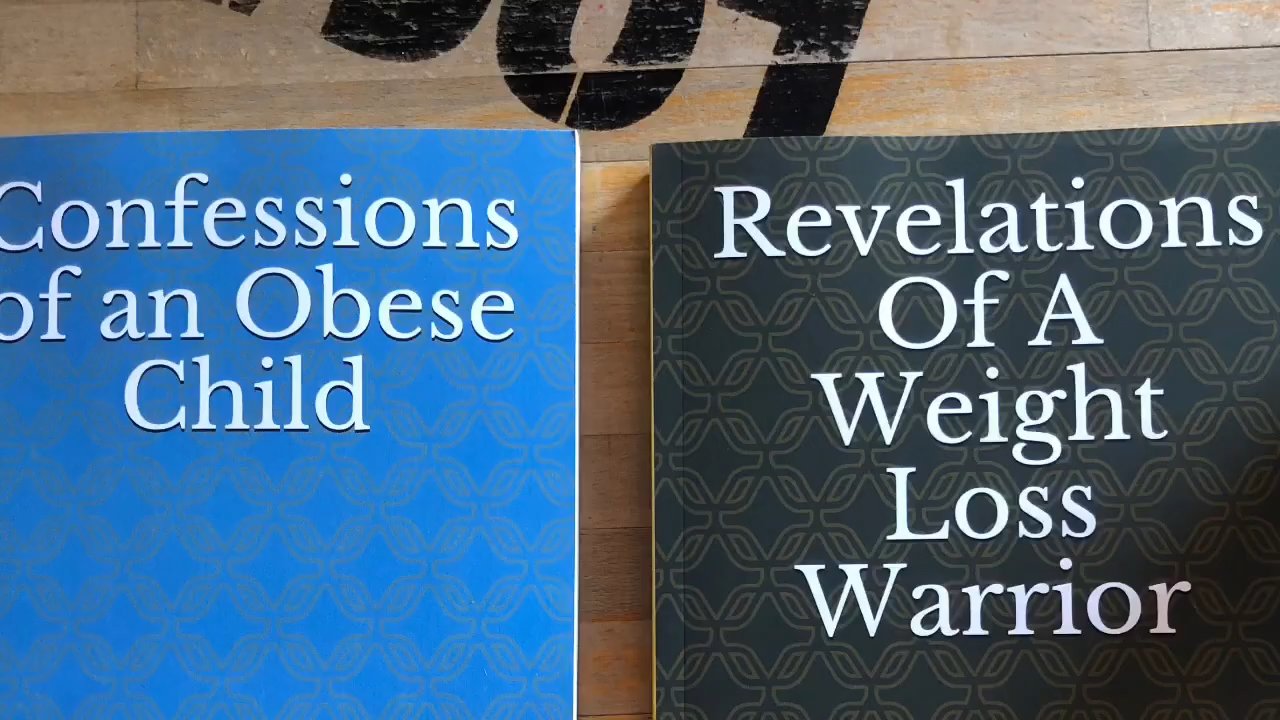 Confessions
of an Obese
Child
Revelations
Of A
Weight
Loss
Warrior